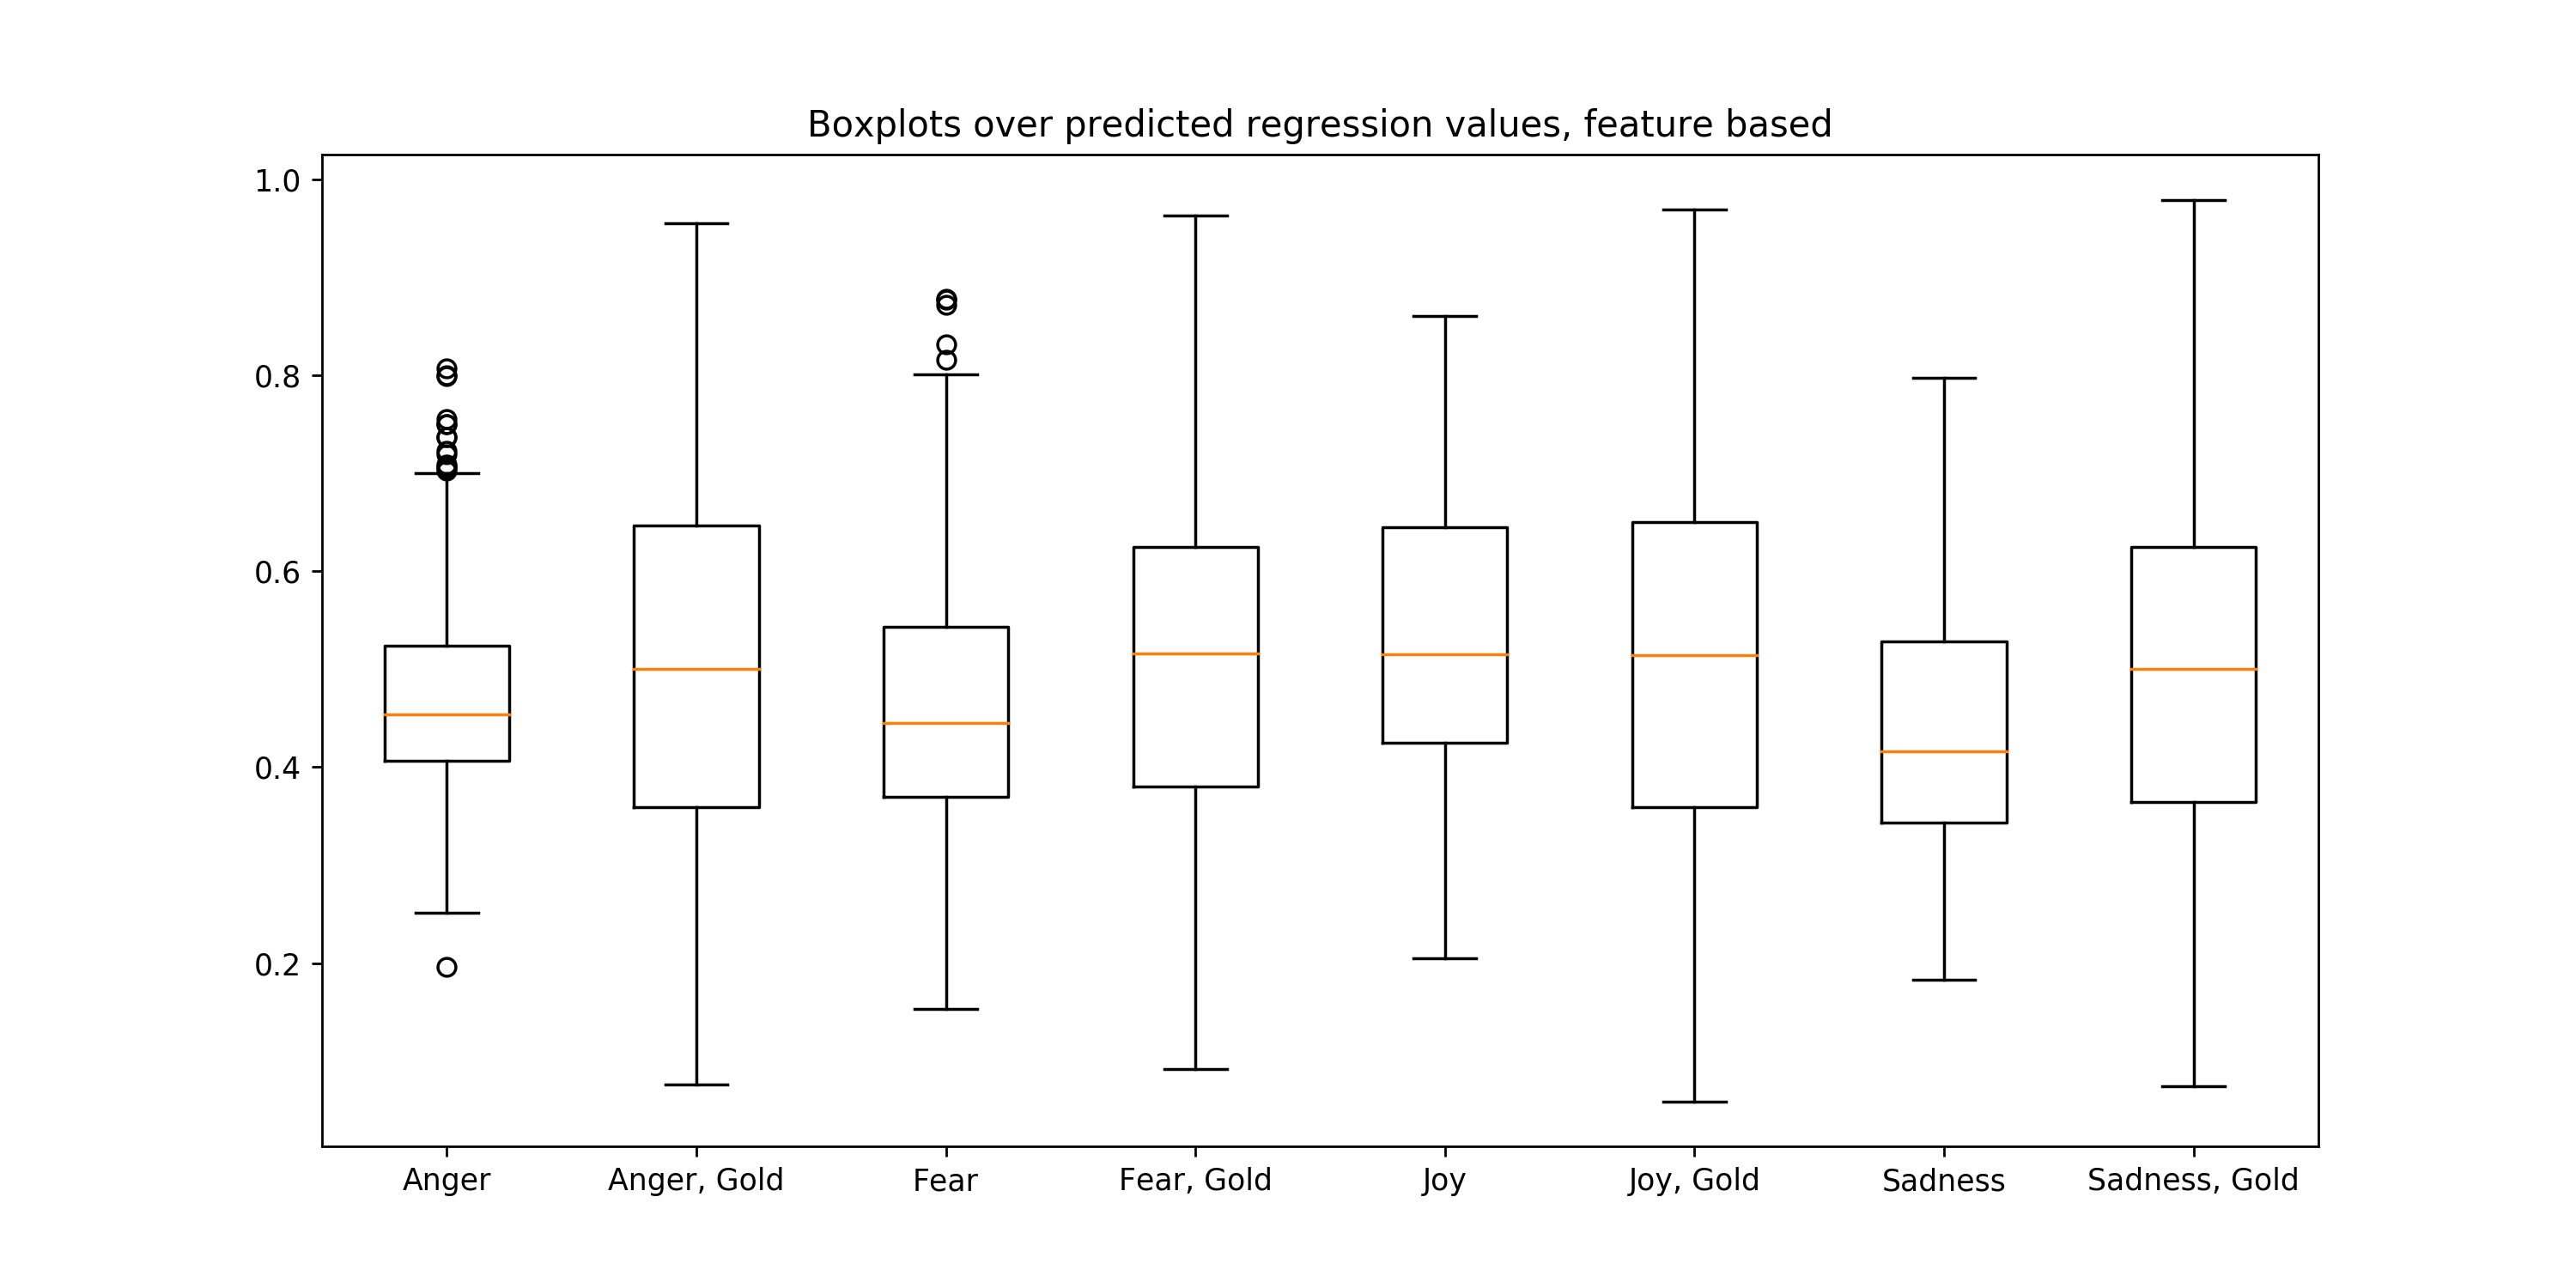 Boxplots over predicted regression values, feature based
1.0
0.8
0.6
0.4
0.2
Anger Anger, Gold Fear Fear, Gold Joy Joy, Gold Sadness Sadness, Gold